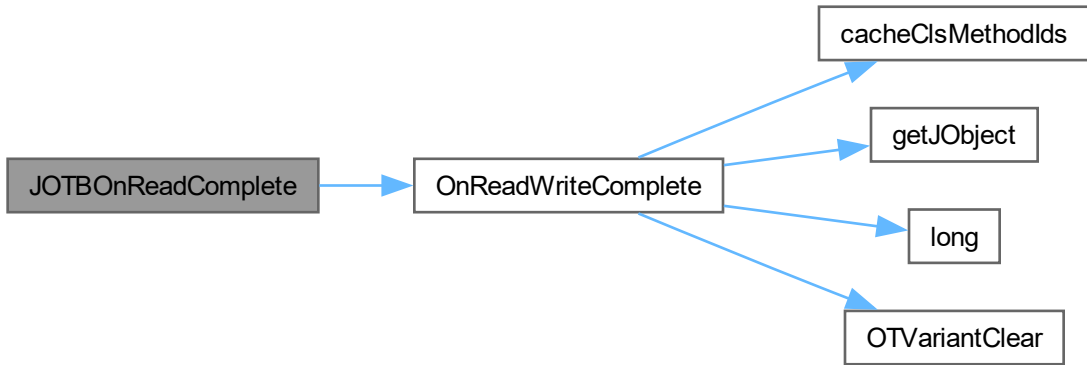 cacheClsMethodIds
getJObject
JOTBOnReadComplete
OnReadWriteComplete
long
OTVariantClear